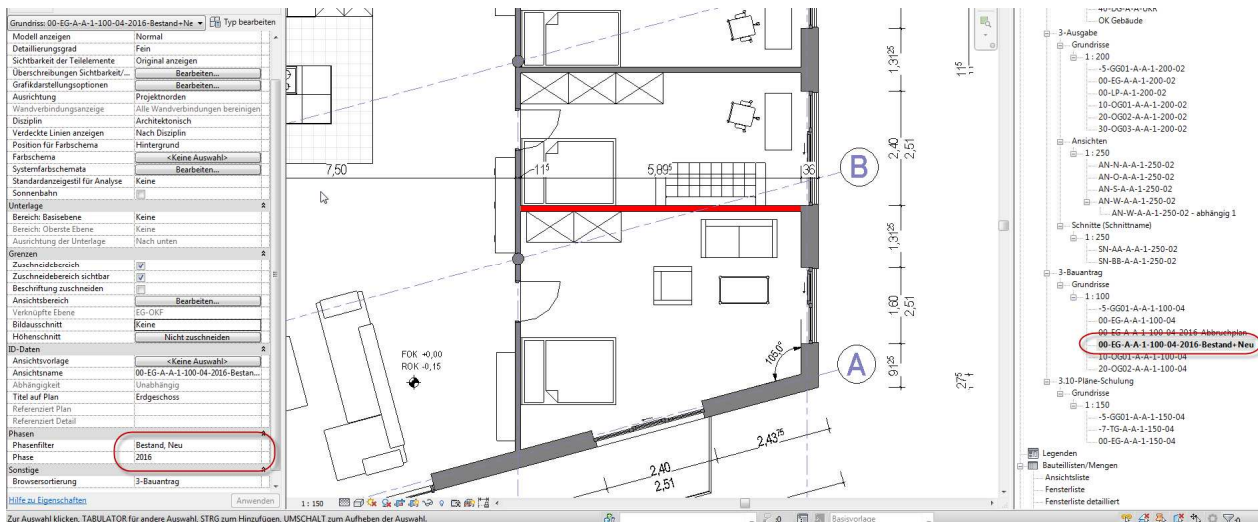 Grundriss: 00-EG-A-A-1-100-04-2016-Bestand+Ne
Typ bearbeiten
Modell anzeigen Normal
Detaillierungsgrad Fein
Sichtbarkeit der Teilelemente Original anzeigen
Überschreibungen Sichtbarkeit/... Bearbeiten...
Grafikdarstellungsoptionen Bearbeiten...
Ausrichtung Projektnorden
Wandverbindungsanzeige Alle Wandverbindungen bereinigen
Disziplin Architektonisch
Verdeckte Linien anzeigen Nach Disziplin
Position für Farbschema Hintergrund
Farbschema <Keine Auswahl>
Systemfarbschemata Bearbeiten...
Standardanzeigestil für Analyse Keine
Sonnenbahn
Unterlage
Bereich: Basisebene Keine
Bereich: Oberste Ebene Keine
Ausrichtung der Unterlage Nach unten
Grenzen
Zuschneidebereich
Zuschneidebereich sichtbar
Beschriftung zuschneiden
Ansichtsbereich Bearbeiten...
Verknüpfte Ebene EG-OKF
Bildausschnitt Keine
Höhenschnitt Nicht zuschneiden
ID-Daten
Ansichtsvorlage <Keine Auswahl>
Ansichtsname 00-EG-A-A-1-100-04-2016-Bestan...
Abhängigkeit Unabhängig
Titel auf Plan Erdgeschoss
Referenziert Plan
Referenziert Detail
Phasen
Phasenfilter Bestand, Neu
Phase 2016
Sonstige
Browsersortierung 3-Bauantrag
Hilfe zu Eigenschaften
Anwenden
Zur Auswahl klicken, TABULATOR für andere Auswahl, STRG zum Hinzufügen, UMSCHALT zum Aufheben der Auswahl.
7,50
11⁵
5,89⁵
36
B
A
1,31²⁵
11⁵
2,40
2,51
1,31²⁵
1,60
2,51
91²⁵
27⁵
105,0°
FOK +0,00
ROK -0,15
2,43⁷⁵
2,40
2,51
1 : 150
:0
Basisvorlage
OK Gebäude
3-Ausgabe
Grundrisse
1 : 200
-5-GG01-A-A-1-200-02
00-EG-A-A-1-200-02
00-LP-A-1-200-02
10-OG01-A-A-1-200-02
20-OG02-A-A-1-200-02
30-OG03-A-A-1-200-02
Ansichten
1 : 250
AN-N-A-A-1-250-02
AN-O-A-A-1-250-02
AN-S-A-A-1-250-02
AN-W-A-A-1-250-02
AN-W-A-A-1-250-02 - abhängig 1
Schnitte (Schnittname)
1 : 250
SN-AA-A-A-1-250-02
SN-BB-A-A-1-250-02
3-Bauantrag
Grundrisse
1 : 100
-5-GG01-A-A-1-100-04
00-EG-A-A-1-100-04
00-EG-A-A-1-100-04-2016-Abbruchplan
00-EG-A-A-1-100-04-2016-Bestand+Neu
10-OG01-A-A-1-100-04
20-OG02-A-A-1-100-04
3.10-Pläne-Schulung
Grundrisse
1 : 150
-5-GG01-A-A-1-150-04
-7-TG-A-A-1-150-04
00-EG-A-A-1-150-04
Legenden
Bauteillisten/Mengen
Ansichtsliste
Fensterliste
Fensterliste detailliert